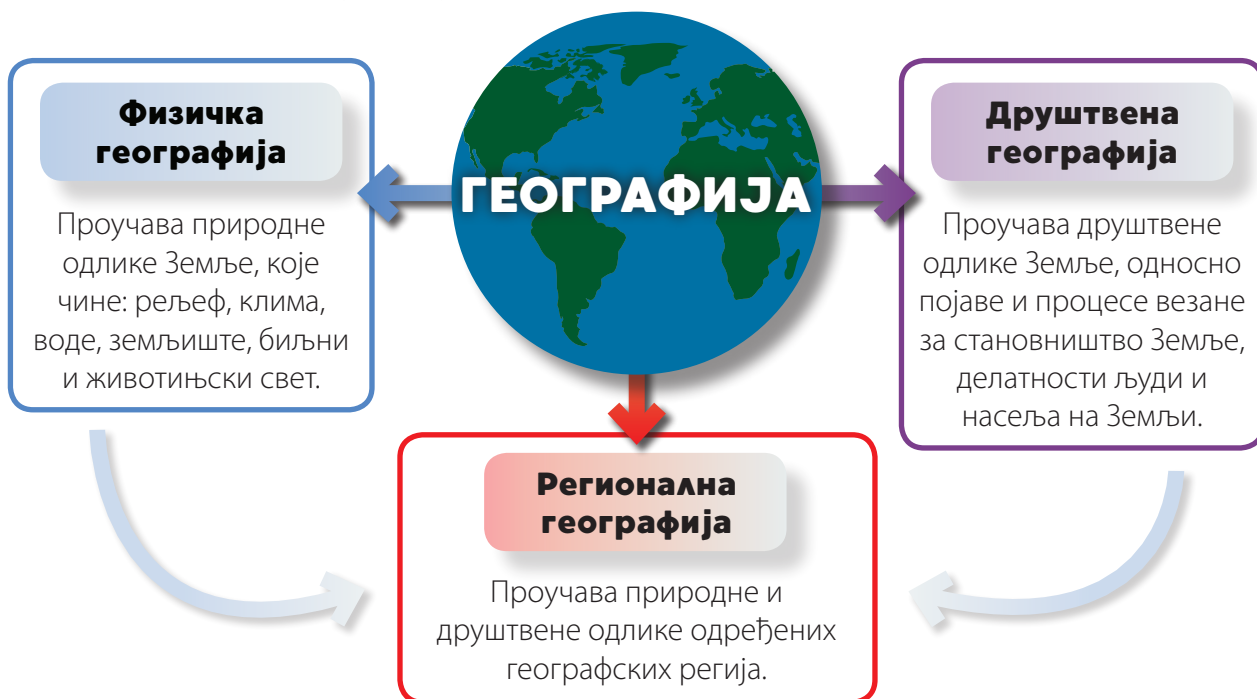 ГЕОГРАФИЈА
Физичка
географија
Проучава природне
одлике Земље, које
чине: рељеф, клима,
воде, земљиште, биљни
и животињски свет.
Друштвена
географија
Проучава друштвене
одлике Земље, односно
појаве и процесе везане
за становништво Земље,
делатности људи и
насеља на Земљи.
Регионална
географија
Проучава природне и
друштвене одлике одређених
географских регија.